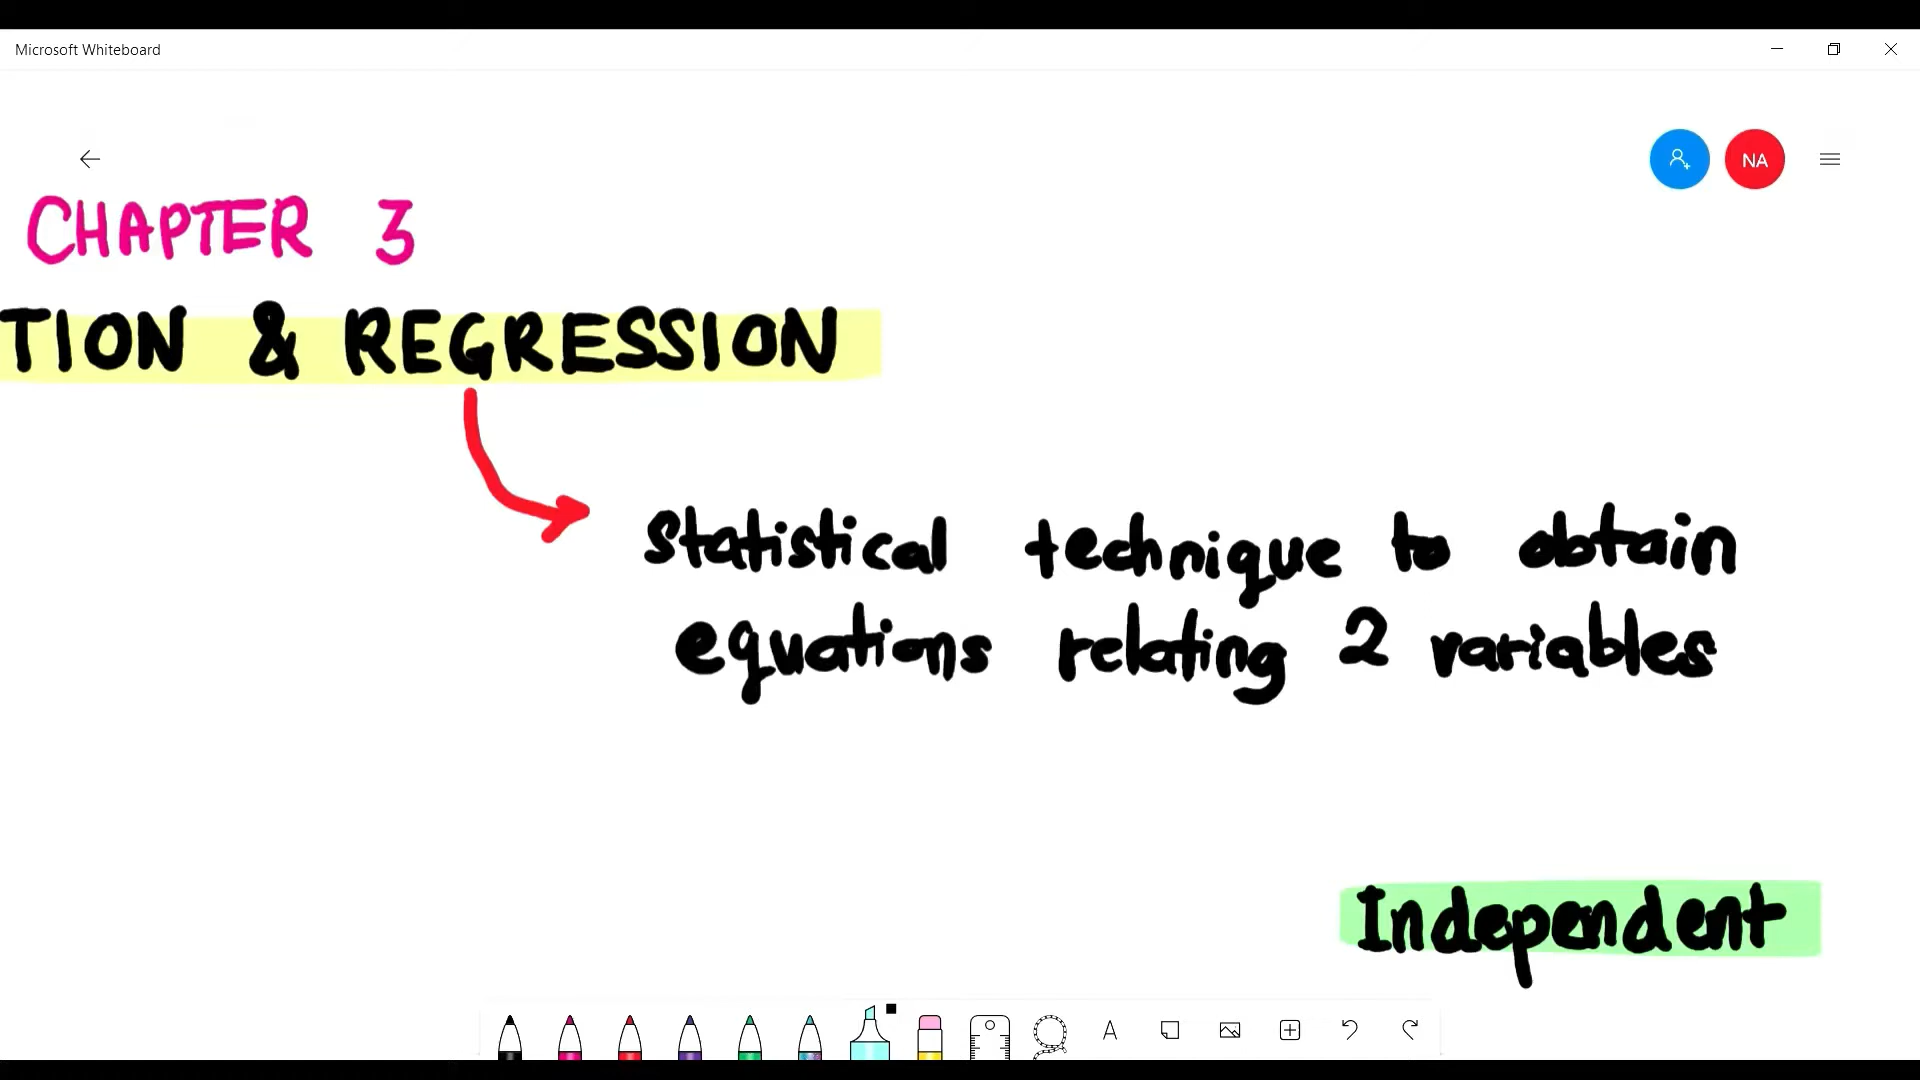 Microsoft Whiteboard
NA
CHAPTER 3
TION & REGRESSION
Statistical technique to obtain
equations relating 2 variables
Independent
A